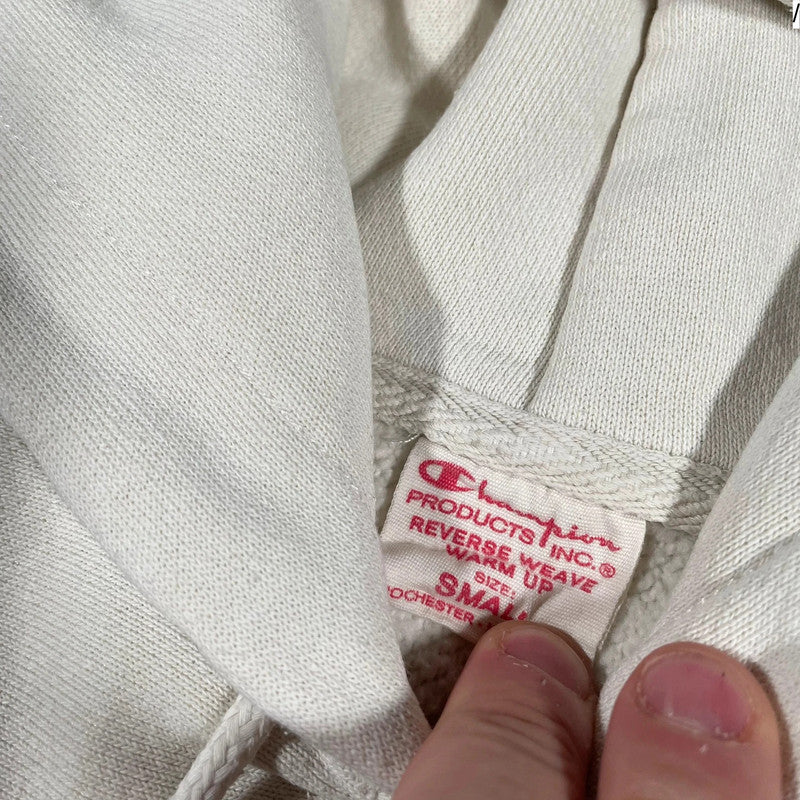 Champion
PRODUCTS INC.®
REVERSE WEAVE
WARM UP
SIZE:
SMALL